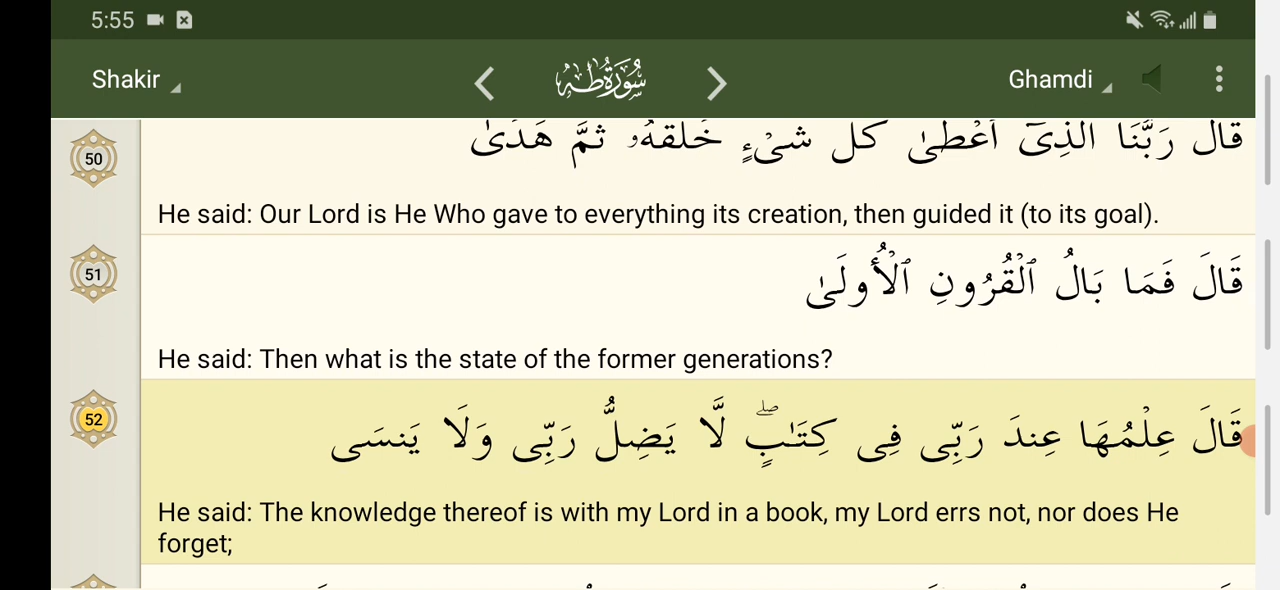 5:55
Shakir
سُورَةُ طه
Ghamdi
50
قَالَ رَبُّنَا ٱلَّذِىٓ أَعْطَىٰ كُلَّ شَىْءٍ خَلْقَهُۥ ثُمَّ هَدَىٰ
He said: Our Lord is He Who gave to everything its creation, then guided it (to its goal).
51
قَالَ فَمَا بَالُ ٱلْقُرُونِ ٱلْأُولَىٰ
He said: Then what is the state of the former generations?
52
قَالَ عِلْمُهَا عِندَ رَبِّى فِى كِتَـٰبٍ ۖ لَّا يَضِلُّ رَبِّى وَلَا يَنسَى
He said: The knowledge thereof is with my Lord in a book, my Lord errs not, nor does He
forget;